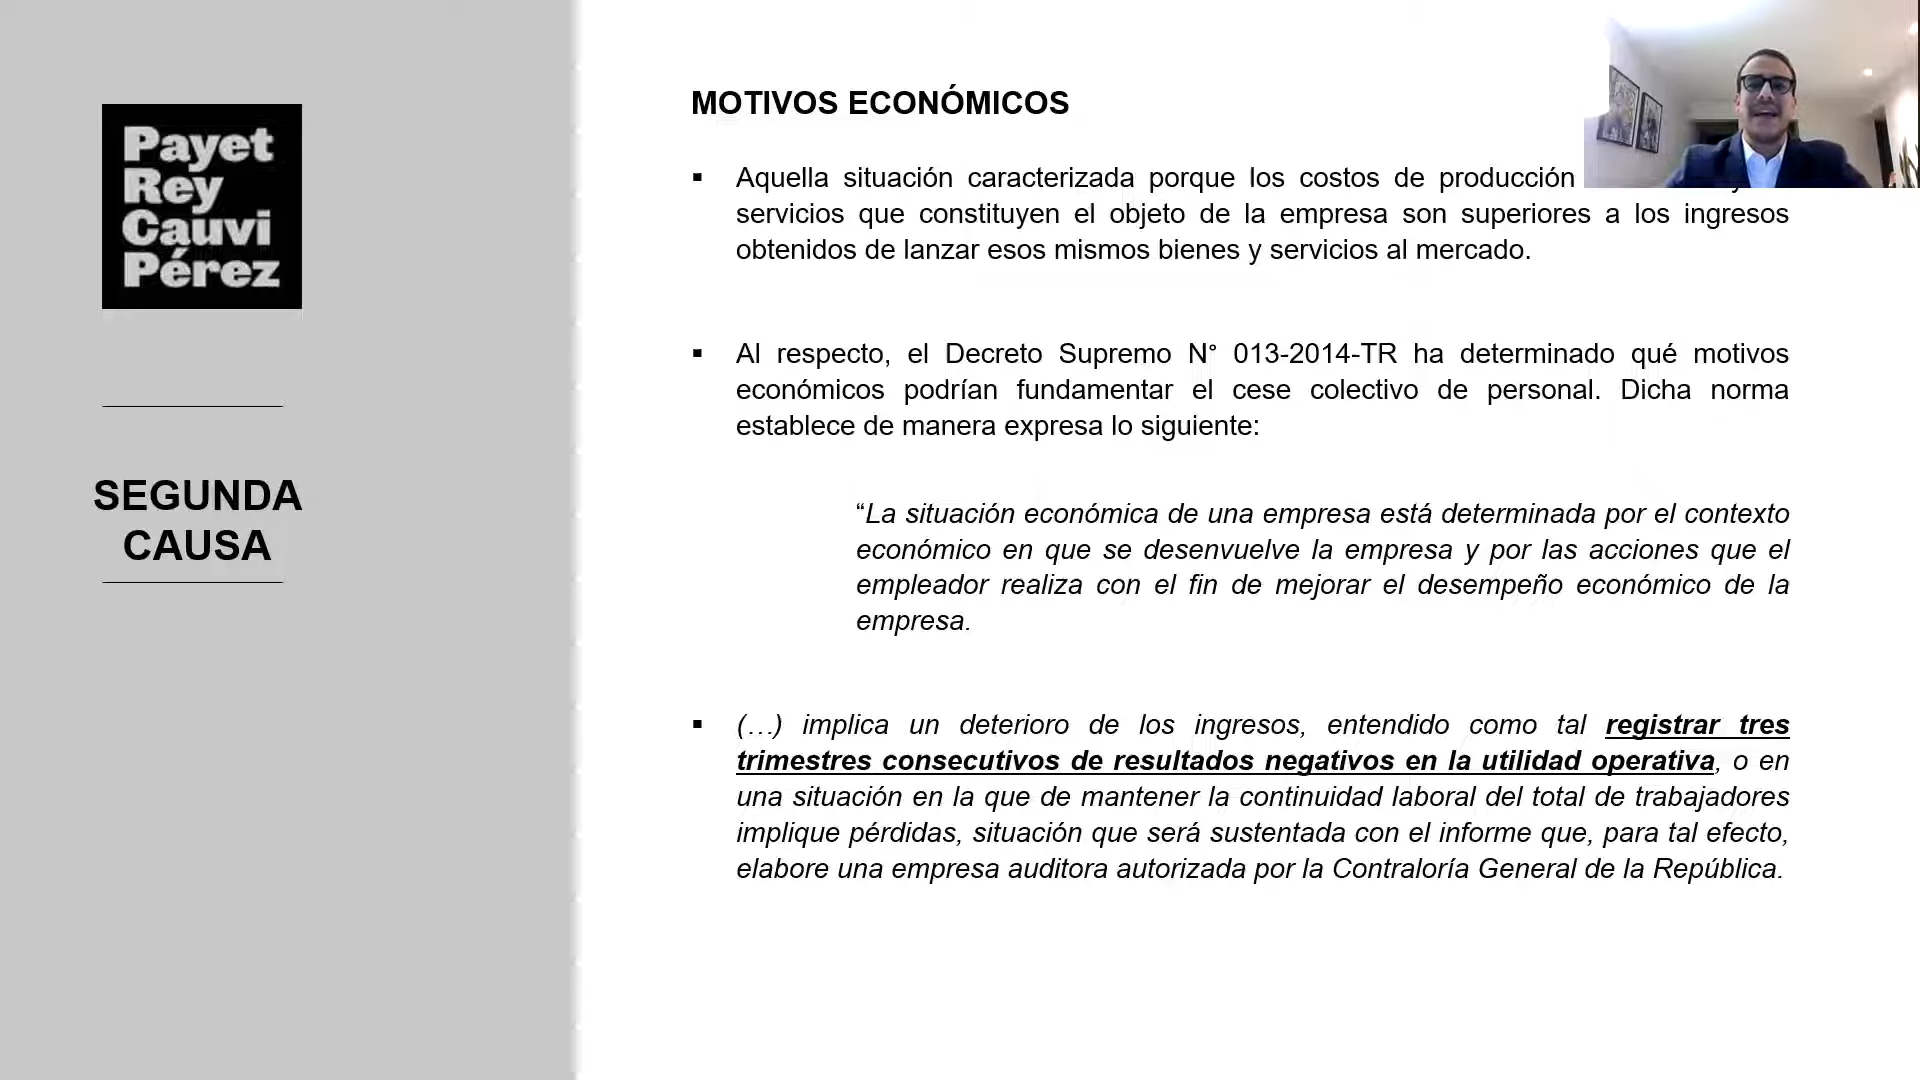 Payet
Rey
Cauvi
Pérez
SEGUNDA
CAUSA
MOTIVOS ECONÓMICOS
▪ Aquella situación caracterizada porque los costos de producción
servicios que constituyen el objeto de la empresa son superiores a los ingresos
obtenidos de lanzar esos mismos bienes y servicios al mercado.
▪ Al respecto, el Decreto Supremo N° 013-2014-TR ha determinado qué motivos
económicos podrían fundamentar el cese colectivo de personal. Dicha norma
establece de manera expresa lo siguiente:
“La situación económica de una empresa está determinada por el contexto
económico en que se desenvuelve la empresa y por las acciones que el
empleador realiza con el fin de mejorar el desempeño económico de la
empresa.
▪ (…) implica un deterioro de los ingresos, entendido como tal registrar tres
trimestres consecutivos de resultados negativos en la utilidad operativa, o en
una situación en la que de mantener la continuidad laboral del total de trabajadores
implique pérdidas, situación que será sustentada con el informe que, para tal efecto,
elabore una empresa auditora autorizada por la Contraloría General de la República.